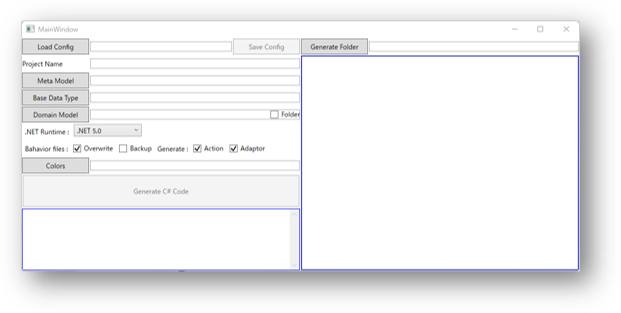 MainWindow
Load Config Save Config Generate Folder
Project Name
Meta Model
Base Data Type
Domain Model Folder
.NET Runtime : .NET 5.0
Bahavior files : Overwrite Backup Generate : Action Adaptor
Colors
Generate C# Code